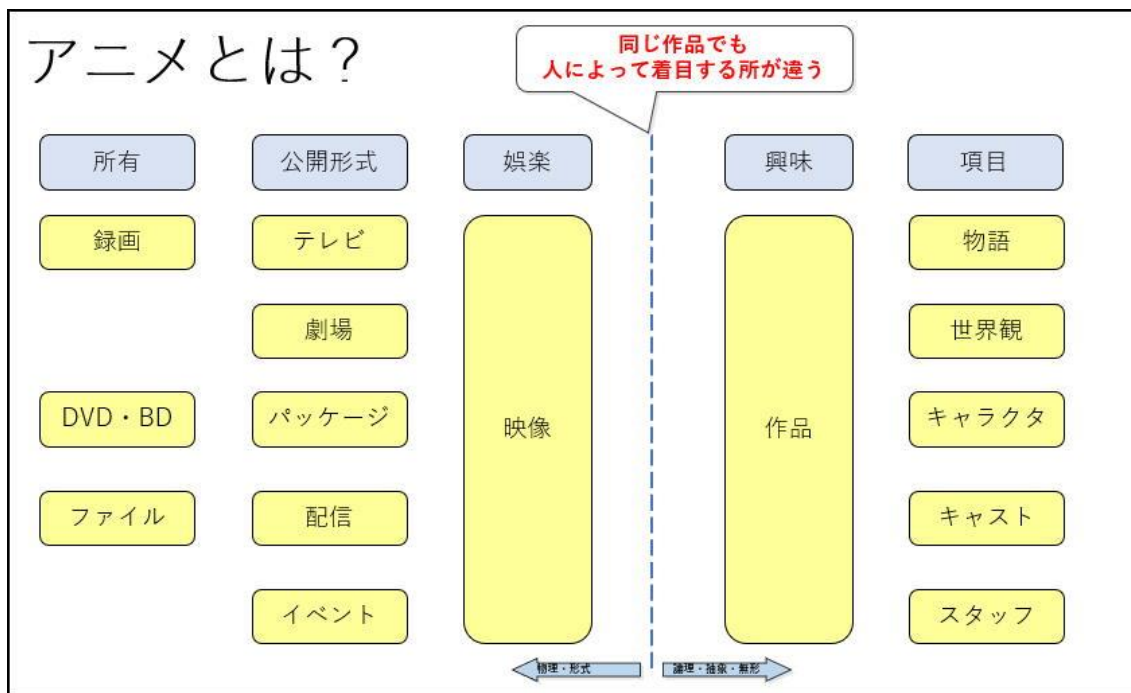 アニメとは？
同じ作品でも
人によって着目する所が違う
所有
公開形式
娯楽
興味
項目
録画
テレビ
物語
劇場
世界観
DVD・BD
パッケージ
映像
作品
キャラクタ
ファイル
配信
キャスト
イベント
スタッフ
物理・形式
論理・抽象・無形